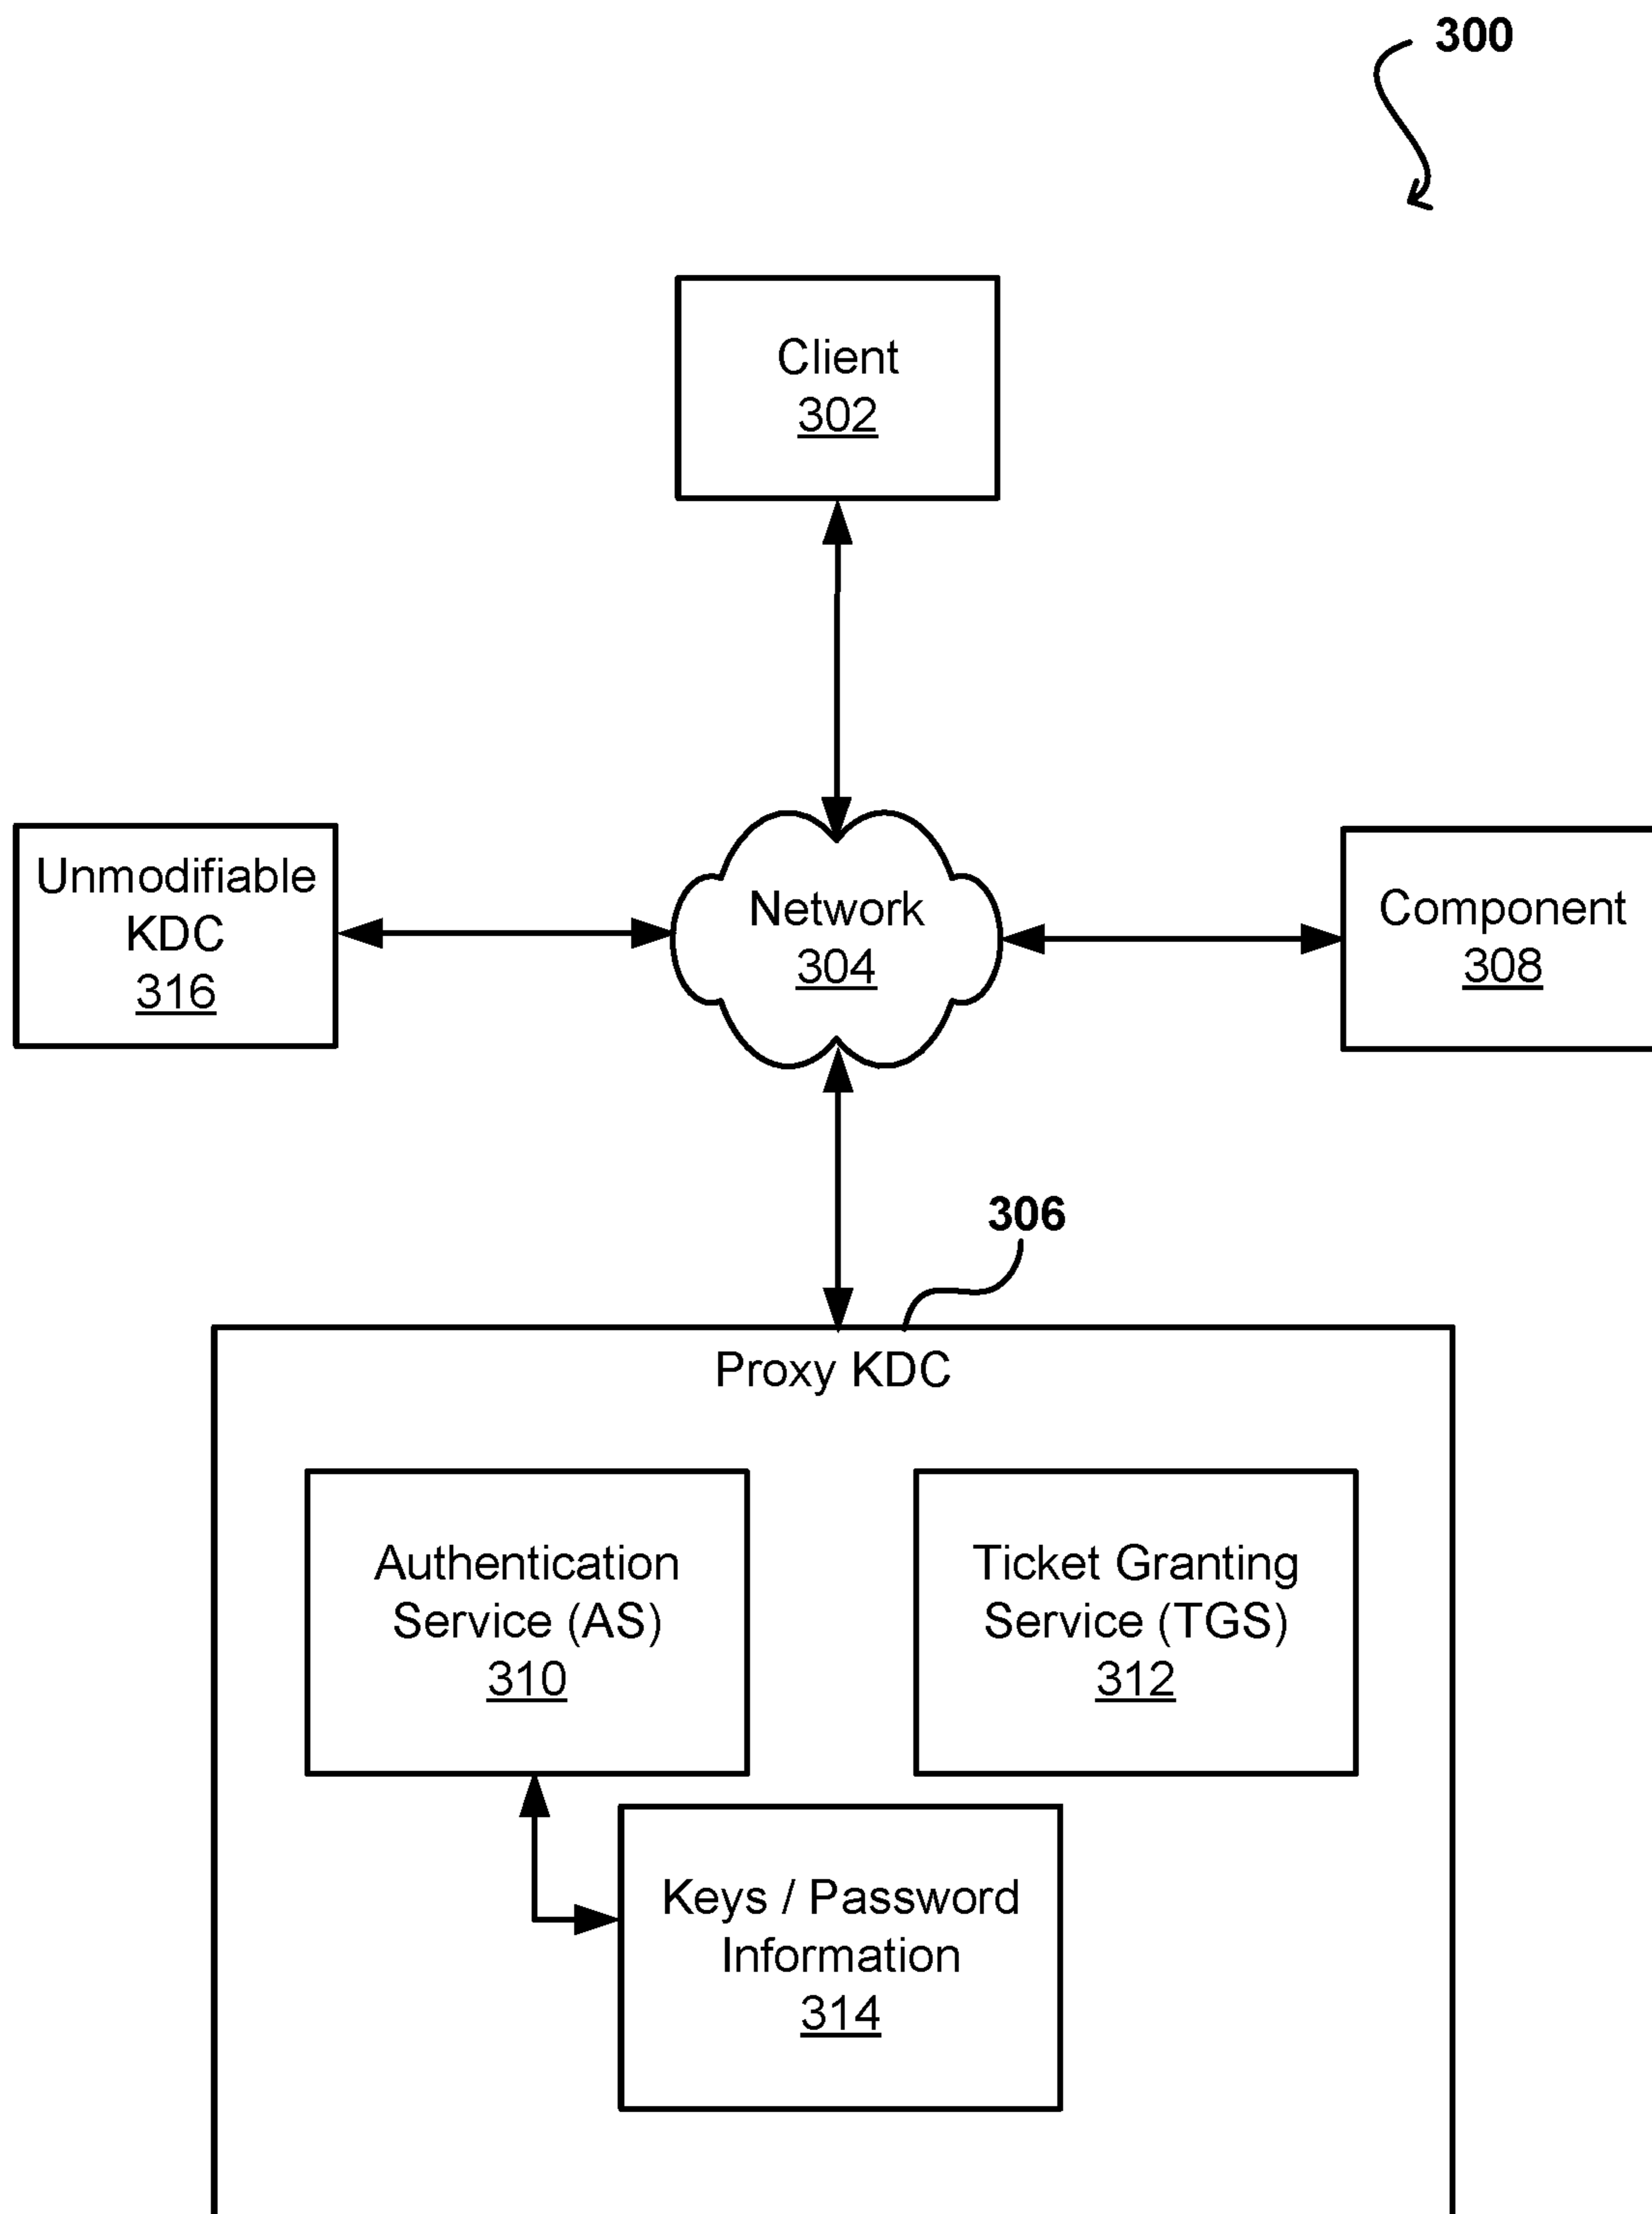 300
Client
302
Unmodifiable
KDC
316
Network
304
Component
308
306
Proxy KDC
Authentication
Service (AS)
310
Ticket Granting
Service (TGS)
312
Keys / Password
Information
314